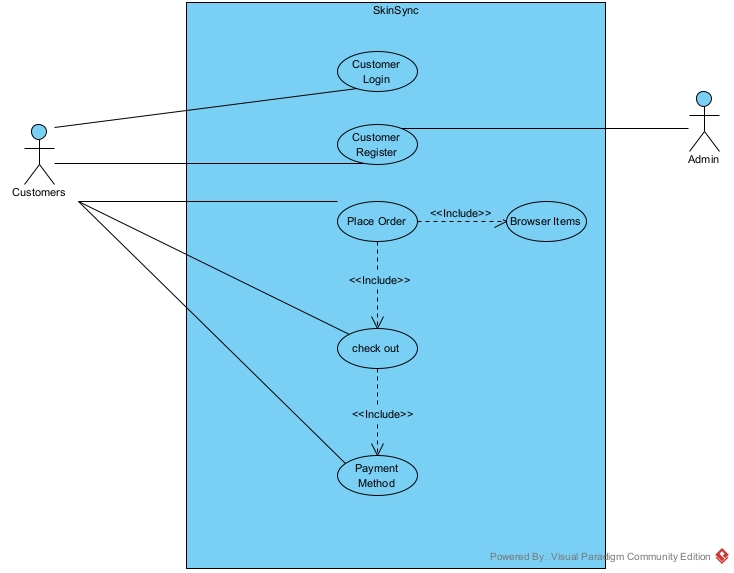 SkinSync
Customer
Login
Customer
Register
Customers
Admin
Place Order
<<Include>>
Browser Items
<<Include>>
check out
<<Include>>
Payment
Method
Powered By Visual Paradigm Community Edition